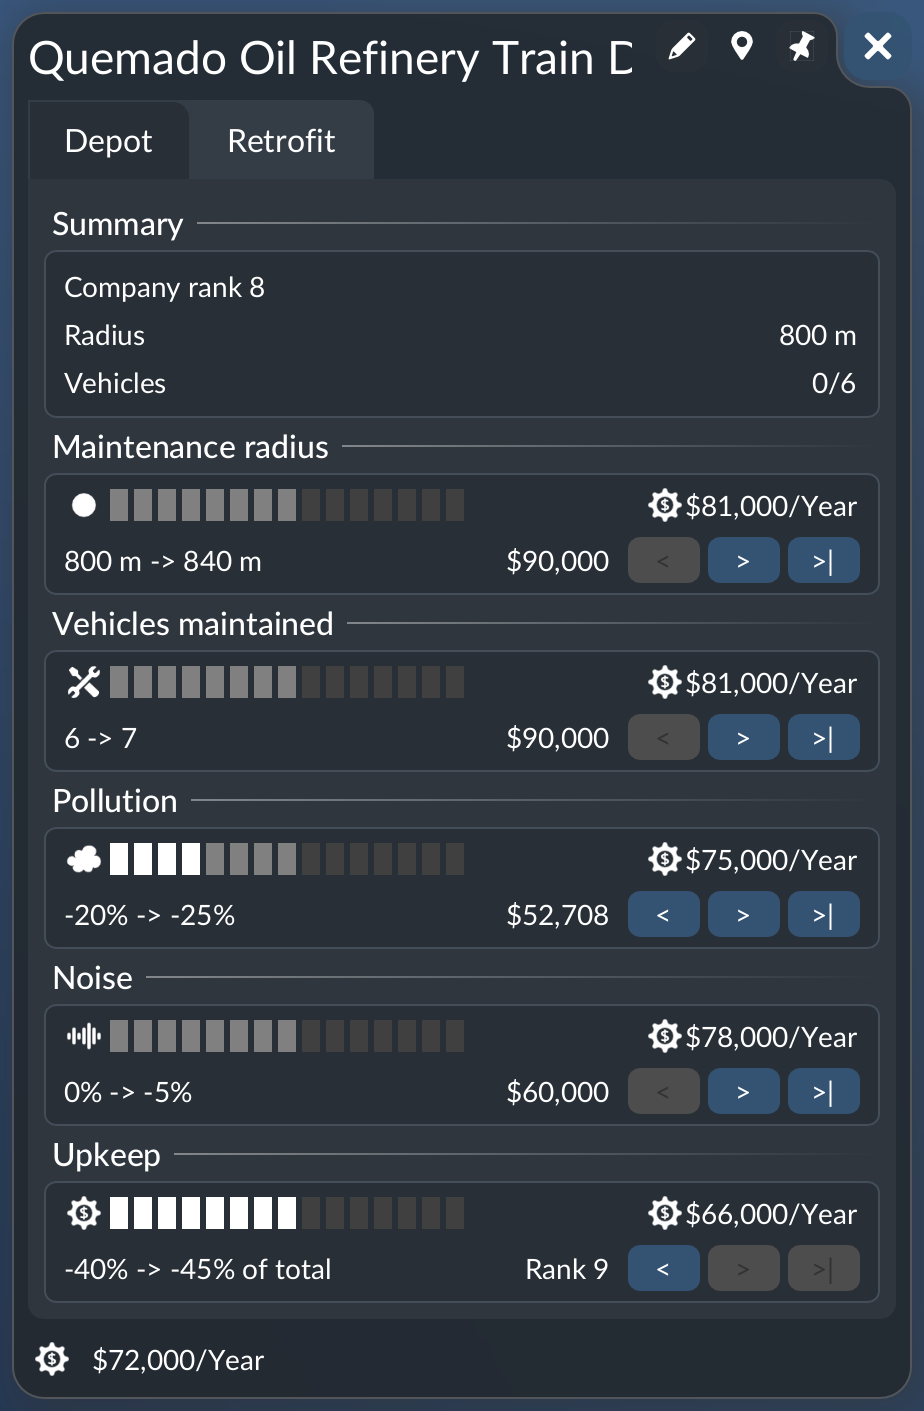 Quemado Oil Refinery Train D
Depot
Retrofit
Summary
Company rank 8
Radius 800 m
Vehicles 0/6
Maintenance radius
$81,000/Year
800 m -> 840 m $90,000 < > >|
Vehicles maintained
$81,000/Year
6 -> 7 $90,000 < > >|
Pollution
$75,000/Year
-20% -> -25% $52,708 < > >|
Noise
$78,000/Year
0% -> -5% $60,000 < > >|
Upkeep
$66,000/Year
-40% -> -45% of total Rank 9 < > >|
$72,000/Year